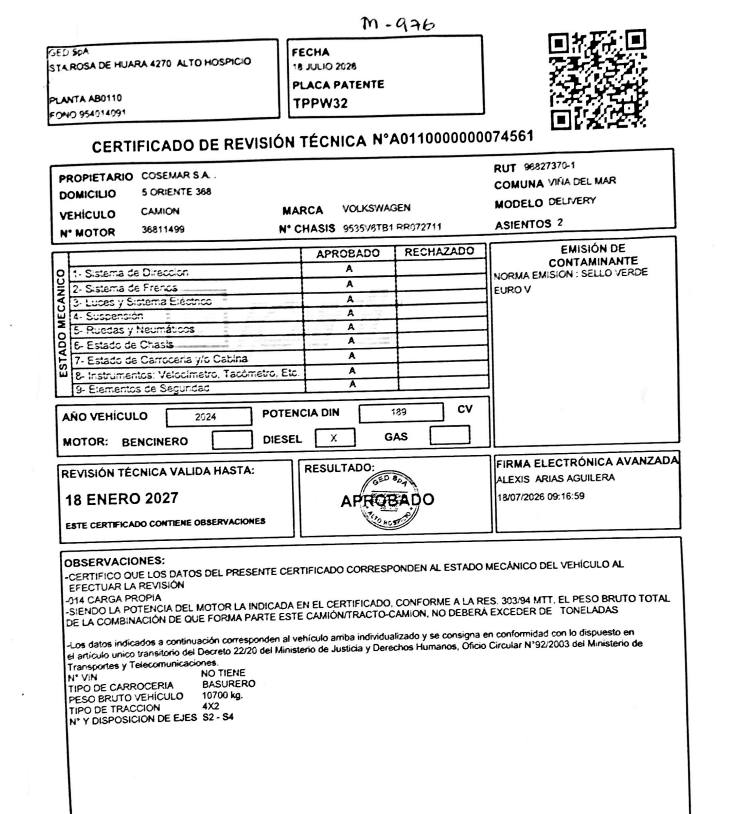 M-976
GED SpA
STA.ROSA DE HUARA 4270 ALTO HOSPICIO
PLANTA AB0110
FONO 954014091
FECHA
18 JULIO 2026
PLACA PATENTE
TPPW32
CERTIFICADO DE REVISIÓN TÉCNICA N°A0110000000074561
PROPIETARIO COSEMAR S.A. .
RUT 96827370-1
DOMICILIO 5 ORIENTE 368
COMUNA VIÑA DEL MAR
VEHÍCULO CAMION
MARCA VOLKSWAGEN
MODELO DELIVERY
N° MOTOR 36811499
N° CHASIS 9535V6TB1 RR072711
ASIENTOS 2
ESTADO MECÁNICO
APROBADO RECHAZADO
1- Sistema de Dirección A
2- Sistema de Frenos A
3- Luces y Sistema Eléctrico A
4- Suspensión A
5- Ruedas y Neumáticos A
6- Estado de Chasis A
7- Estado de Carrocería y/o Cabina A
8- Instrumentos: Velocímetro, Tacómetro, Etc. A
9- Elementos de Seguridad A
EMISIÓN DE
CONTAMINANTE
NORMA EMISION : SELLO VERDE
EURO V
AÑO VEHÍCULO 2024 POTENCIA DIN 189 CV
MOTOR: BENCINERO DIESEL X GAS
REVISIÓN TÉCNICA VALIDA HASTA:
18 ENERO 2027
ESTE CERTIFICADO CONTIENE OBSERVACIONES
RESULTADO:
APROBADO
GED SpA
ALTO HOSPICIO
FIRMA ELECTRÓNICA AVANZADA
ALEXIS ARIAS AGUILERA
18/07/2026 09:16:59
OBSERVACIONES:
-CERTIFICO QUE LOS DATOS DEL PRESENTE CERTIFICADO CORRESPONDEN AL ESTADO MECÁNICO DEL VEHÍCULO AL
EFECTUAR LA REVISIÓN
-014 CARGA PROPIA
-SIENDO LA POTENCIA DEL MOTOR LA INDICADA EN EL CERTIFICADO, CONFORME A LA RES. 303/94 MTT, EL PESO BRUTO TOTAL
DE LA COMBINACIÓN DE QUE FORMA PARTE ESTE CAMIÓN/TRACTO-CAMION, NO DEBERÁ EXCEDER DE TONELADAS
-Los datos indicados a continuación corresponden al vehículo arriba individualizado y se consigna en conformidad con lo dispuesto en
el artículo unico transitorio del Decreto 22/20 del Ministerio de Justicia y Derechos Humanos, Oficio Circular N°92/2003 del Ministerio de
Transportes y Telecomunicaciones.
N° VIN NO TIENE
TIPO DE CARROCERIA BASURERO
PESO BRUTO VEHÍCULO 10700 kg.
TIPO DE TRACCION 4X2
N° Y DISPOSICION DE EJES S2 - S4